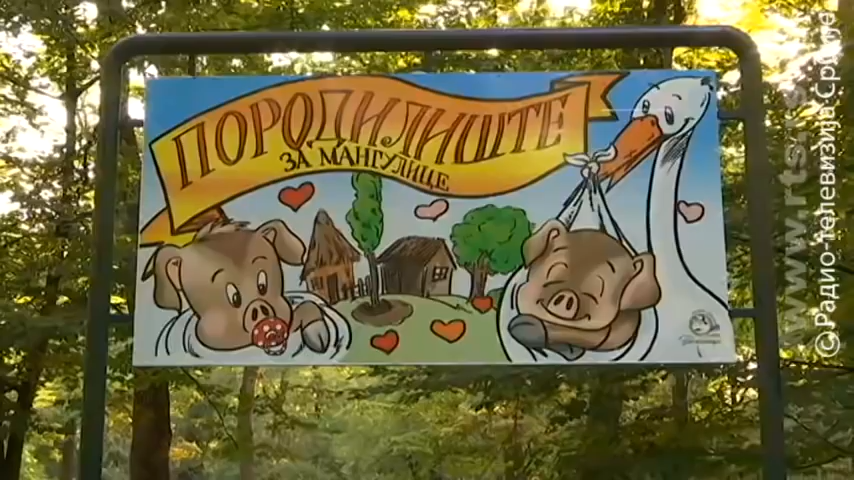 ПОРОДИЛИШТЕ
ЗА МАНГУЛИЦЕ
www.rts.rs
© Радио-телевизија Србије